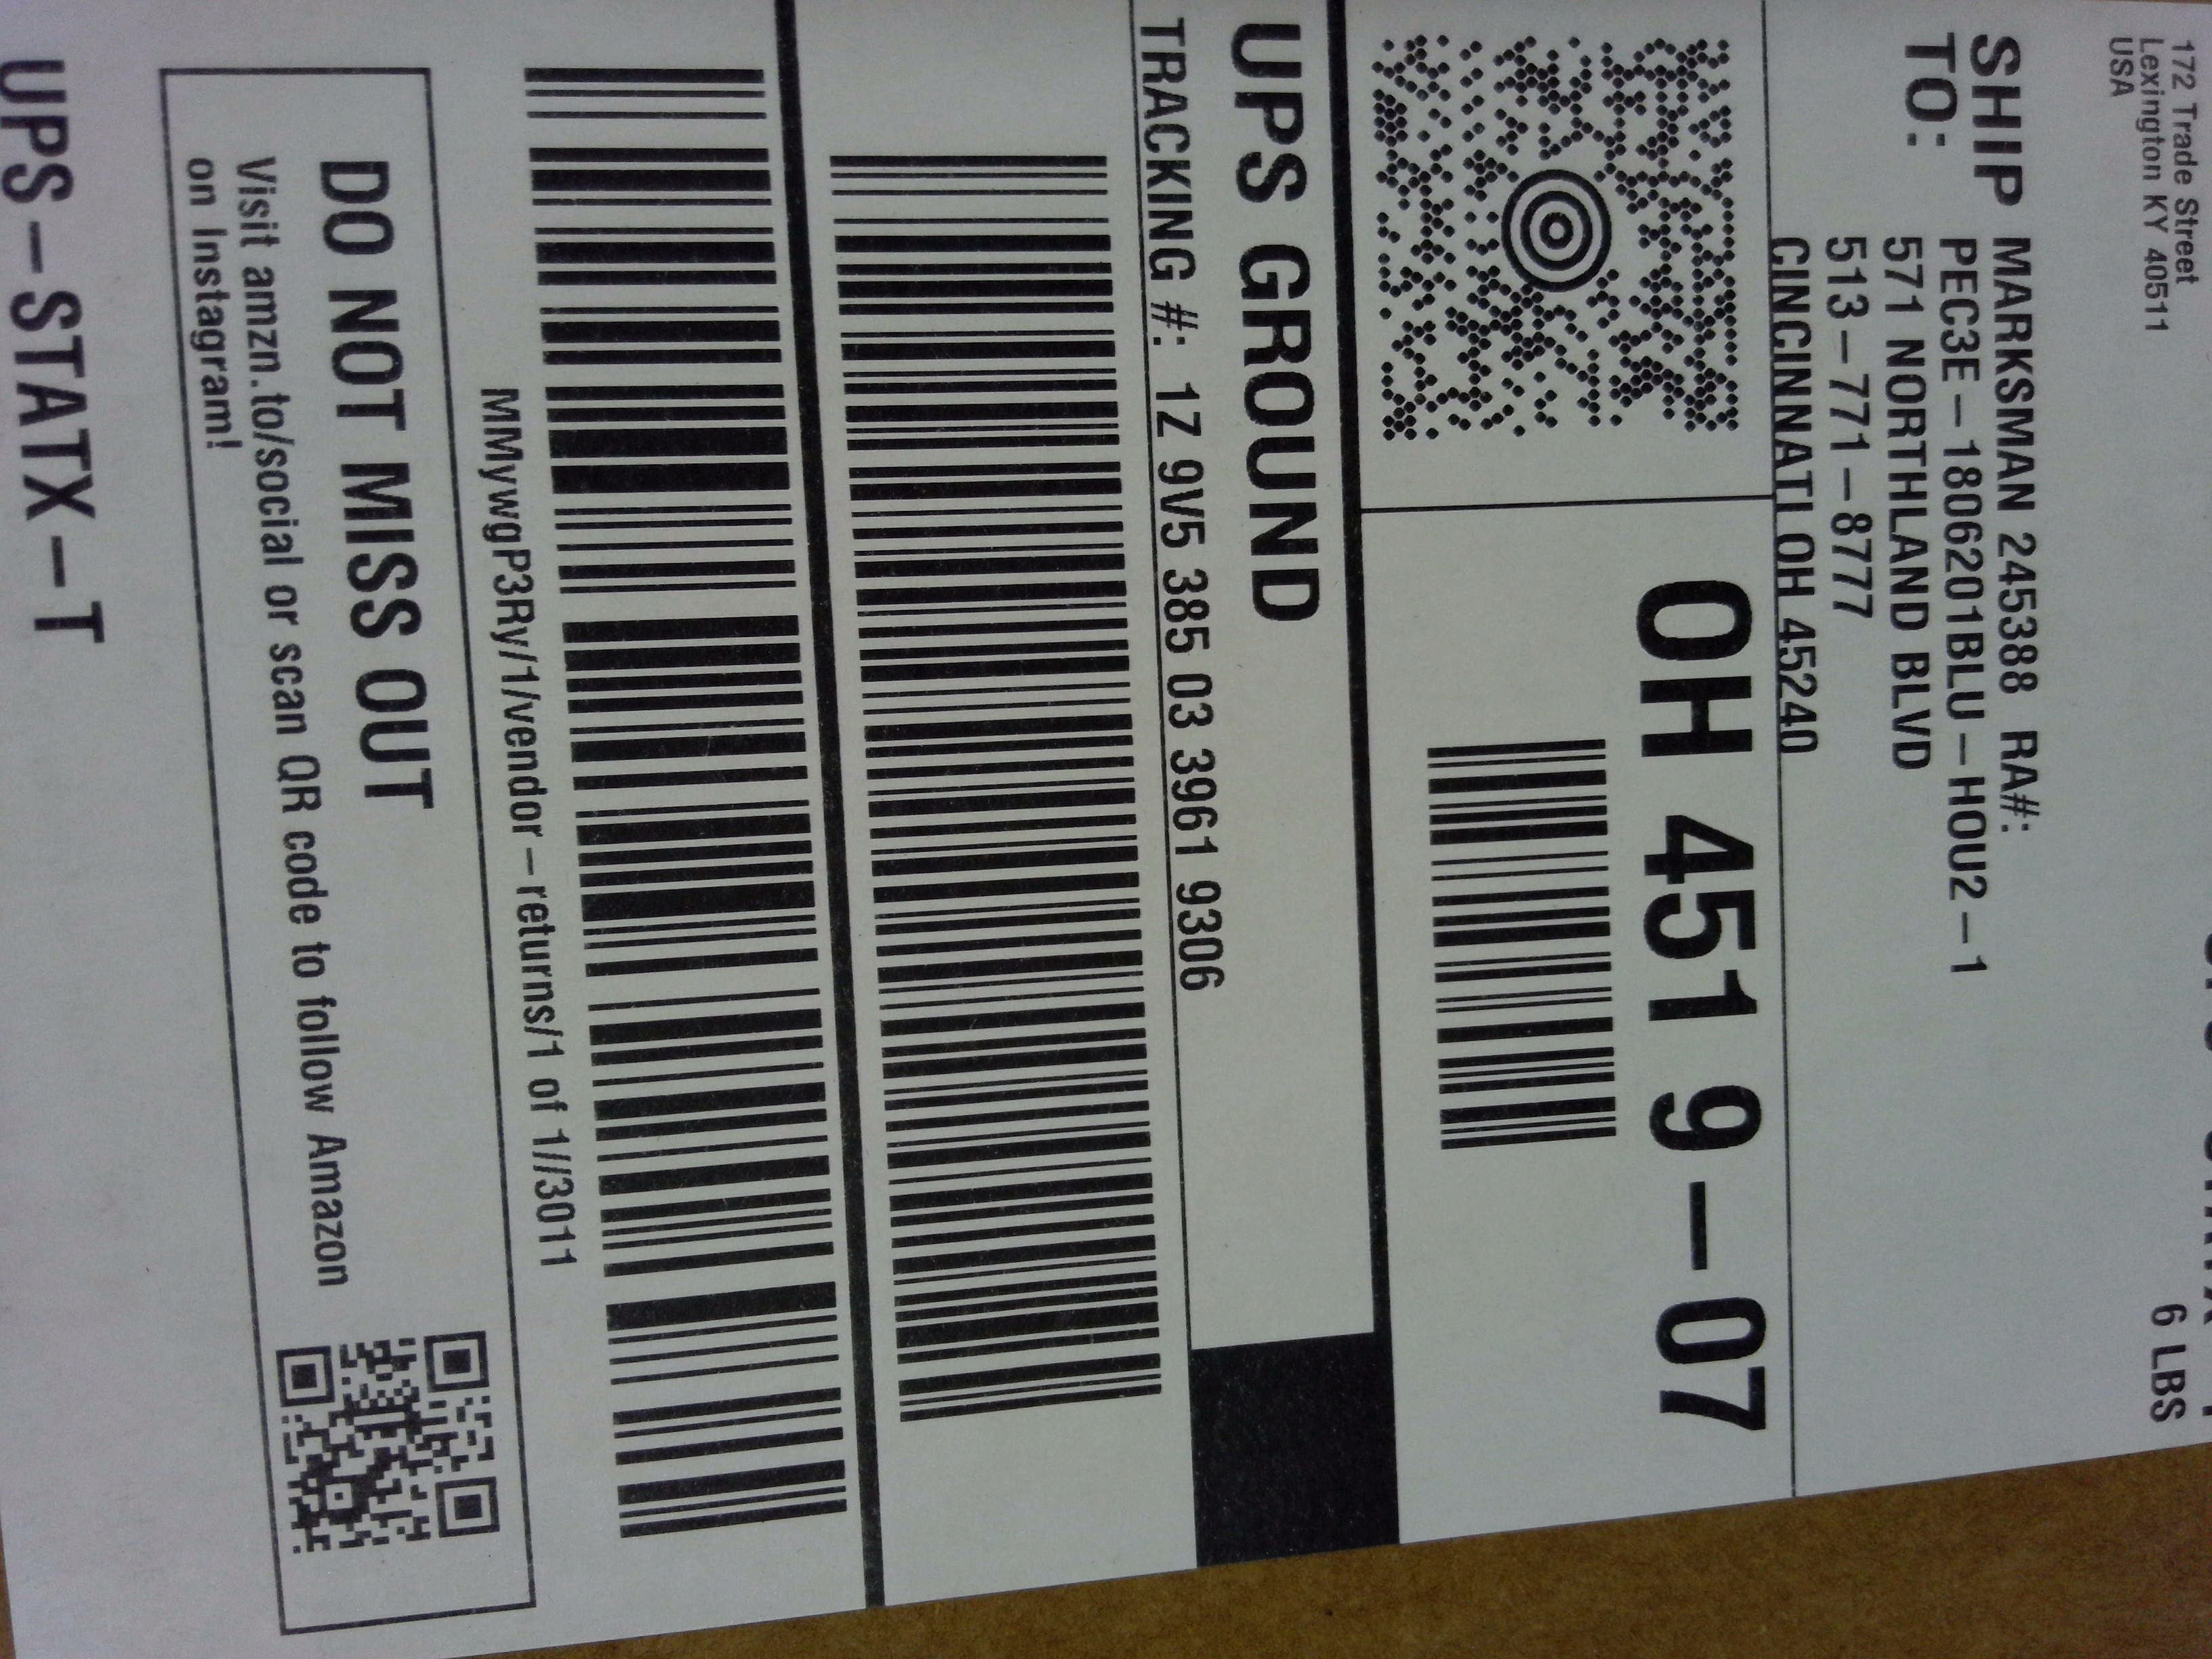 172 Trade Street
Lexington KY 40511
USA
6 LBS
SHIP
TO:
MARKSMAN 245388 RA#:
PEC3E-1806201BLU-HOU2-1
571 NORTHLAND BLVD
513-771-8777
CINCINNATI OH 45240
OH 451 9-07
UPS GROUND
TRACKING #: 1Z 9V5 385 03 3961 9306
MMywgP3Ry/1/vendor-returns/1 of 1//3011
DO NOT MISS OUT
Visit amzn.to/social or scan QR code to follow Amazon
on Instagram!
UPS-STATX-T